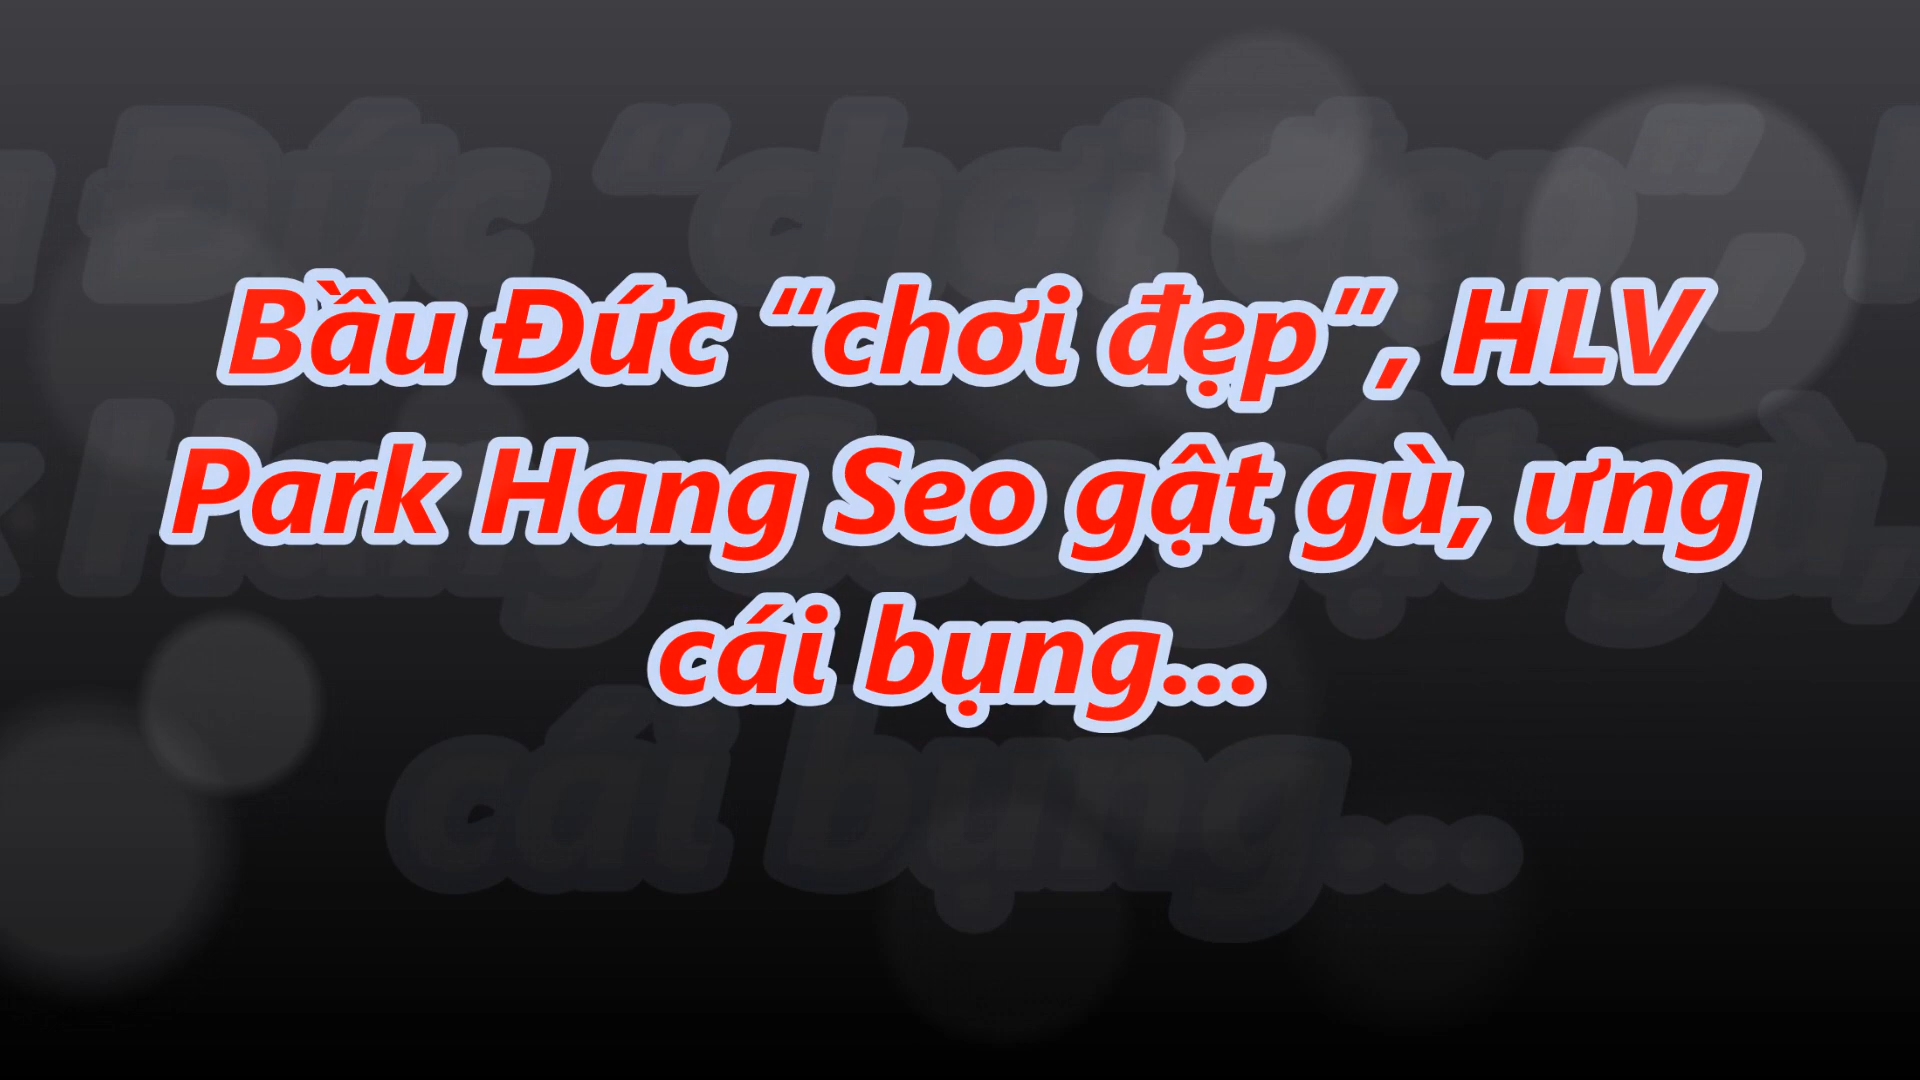 Bầu Đức “chơi đẹp”, HLV
Park Hang Seo gật gù, ưng
cái bụng...